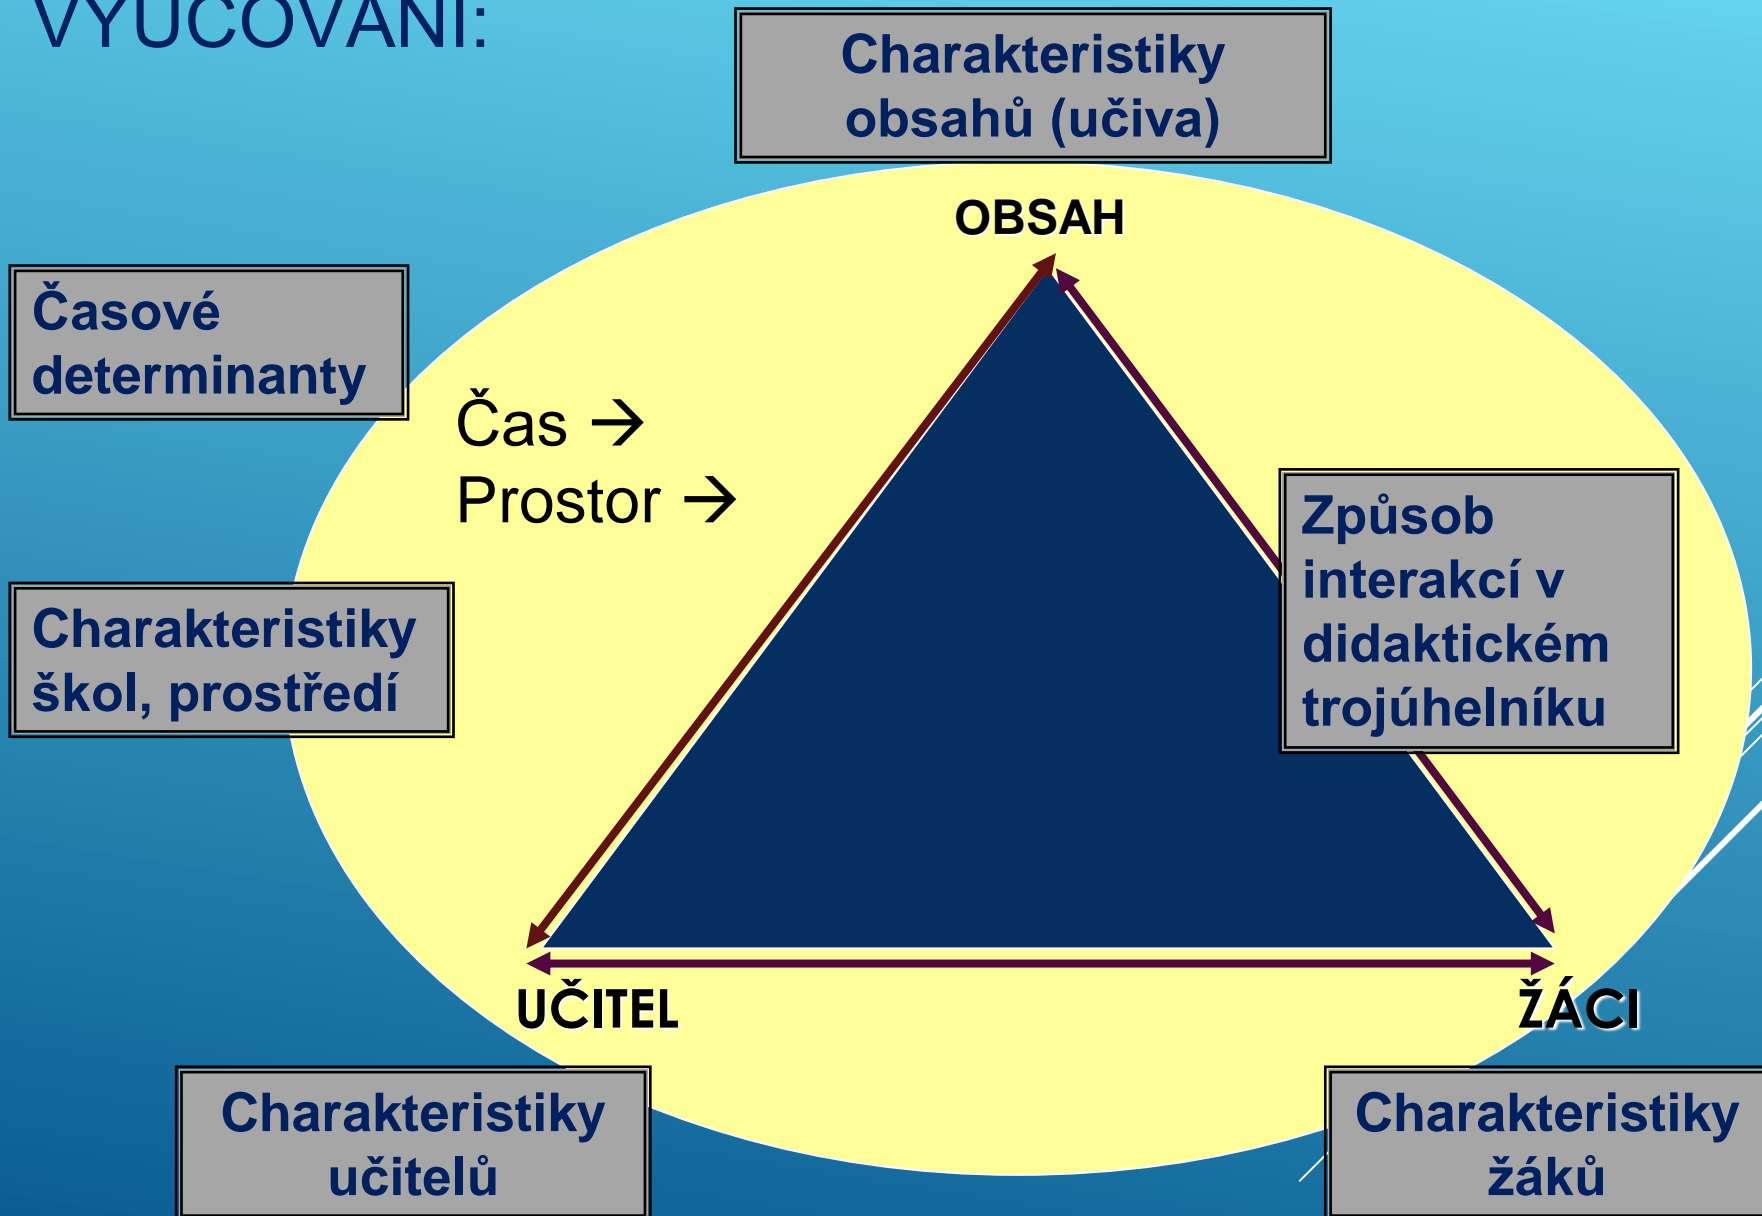 VYUČOVÁNÍ:
Charakteristiky
obsahů (učiva)
OBSAH
Časové
determinanty
Čas →
Prostor →
Způsob
interakcí v
didaktickém
trojúhelníku
Charakteristiky
škol, prostředí
UČITEL
ŽÁCI
Charakteristiky
učitelů
Charakteristiky
žáků